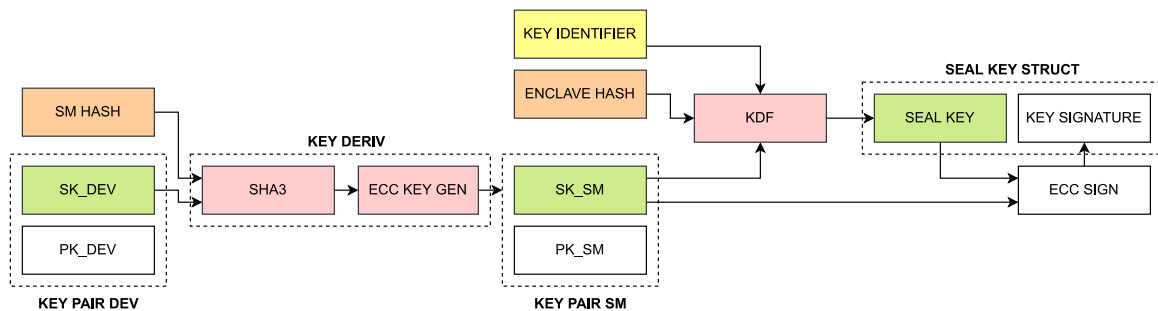 KEY IDENTIFIER
ENCLAVE HASH
SEAL KEY STRUCT
SM HASH
KDF
SEAL KEY
KEY SIGNATURE
KEY DERIV
SK_DEV
SHA3
ECC KEY GEN
SK_SM
ECC SIGN
PK_DEV
PK_SM
KEY PAIR DEV
KEY PAIR SM